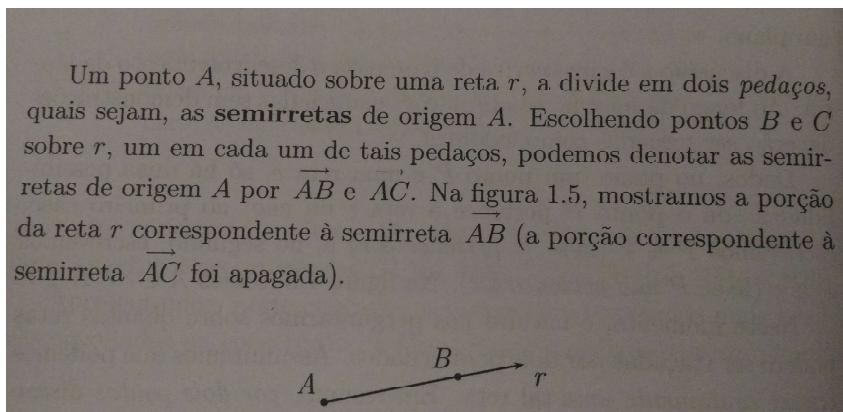 Um ponto A, situado sobre uma reta r, a divide em dois pedaços,
quais sejam, as semirretas de origem A. Escolhendo pontos B e C
sobre r, um em cada um de tais pedaços, podemos denotar as semir-
retas de origem A por AB e AC. Na figura 1.5, mostramos a porção
da reta r correspondente à semirreta AB (a porção correspondente à
semirreta AC foi apagada).
B
A
r